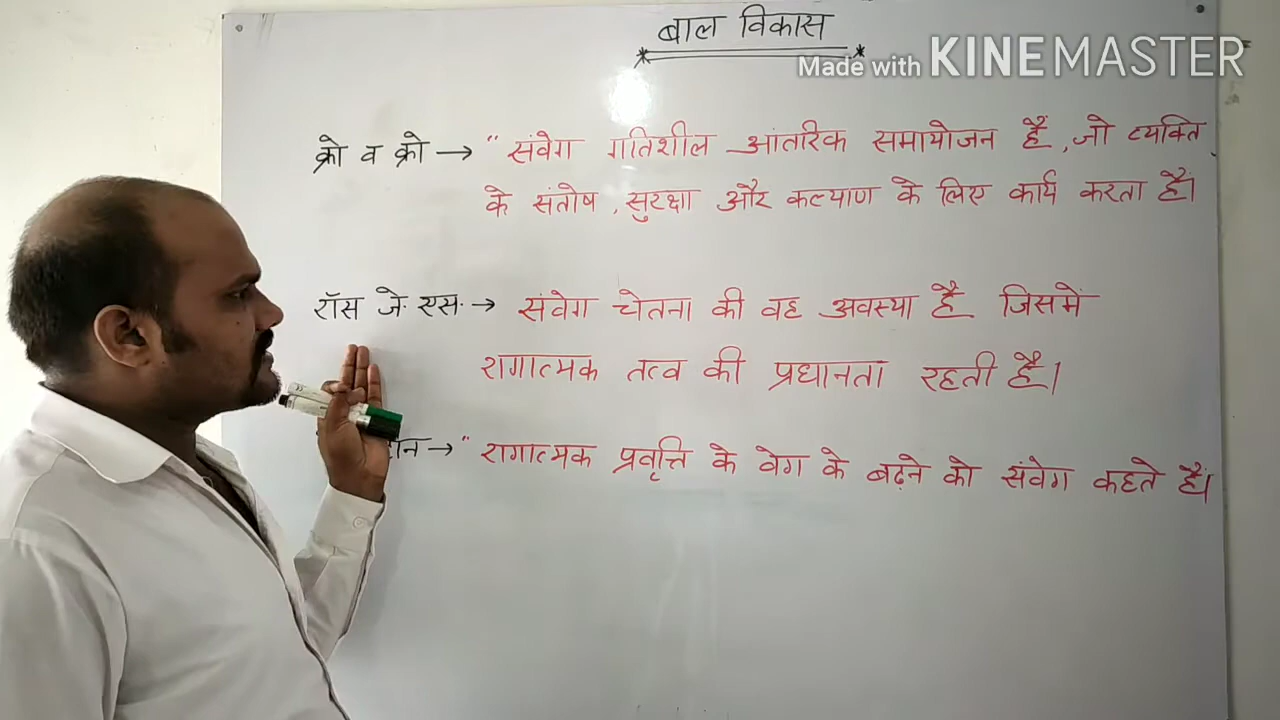 बाल विकास
Made with KINEMASTER
क्रो व क्रो → " संवेग गतिशील आंतरिक समायोजन है, जो व्यक्ति
के संतोष, सुरक्षा और कल्याण के लिए कार्य करता है।
रॉस जे. एस. → संवेग चेतना की वह अवस्था है जिसमें
रागात्मक तत्व की प्रधानता रहती है।
→ " रागात्मक प्रवृत्ति के वेग के बढ़ने को संवेग कहते हैं।